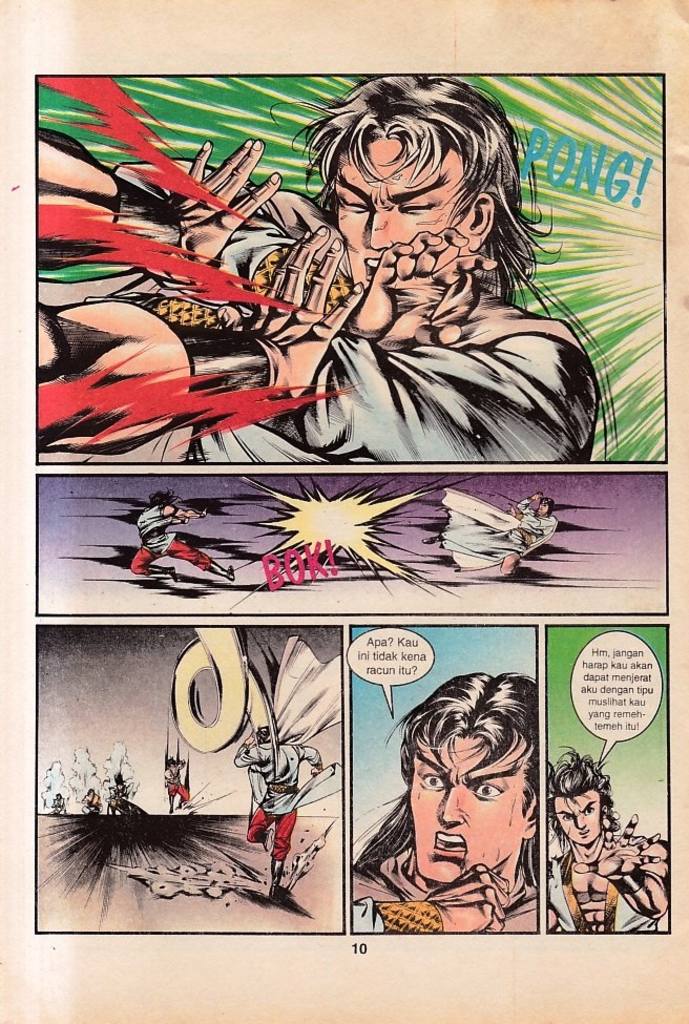 PONG!
BOK!
Apa? Kau
ini tidak kena
racun itu?
Hm, jangan
harap kau akan
dapat menjerat
aku dengan tipu
muslihat kau
yang remeh-
temeh itu!
10